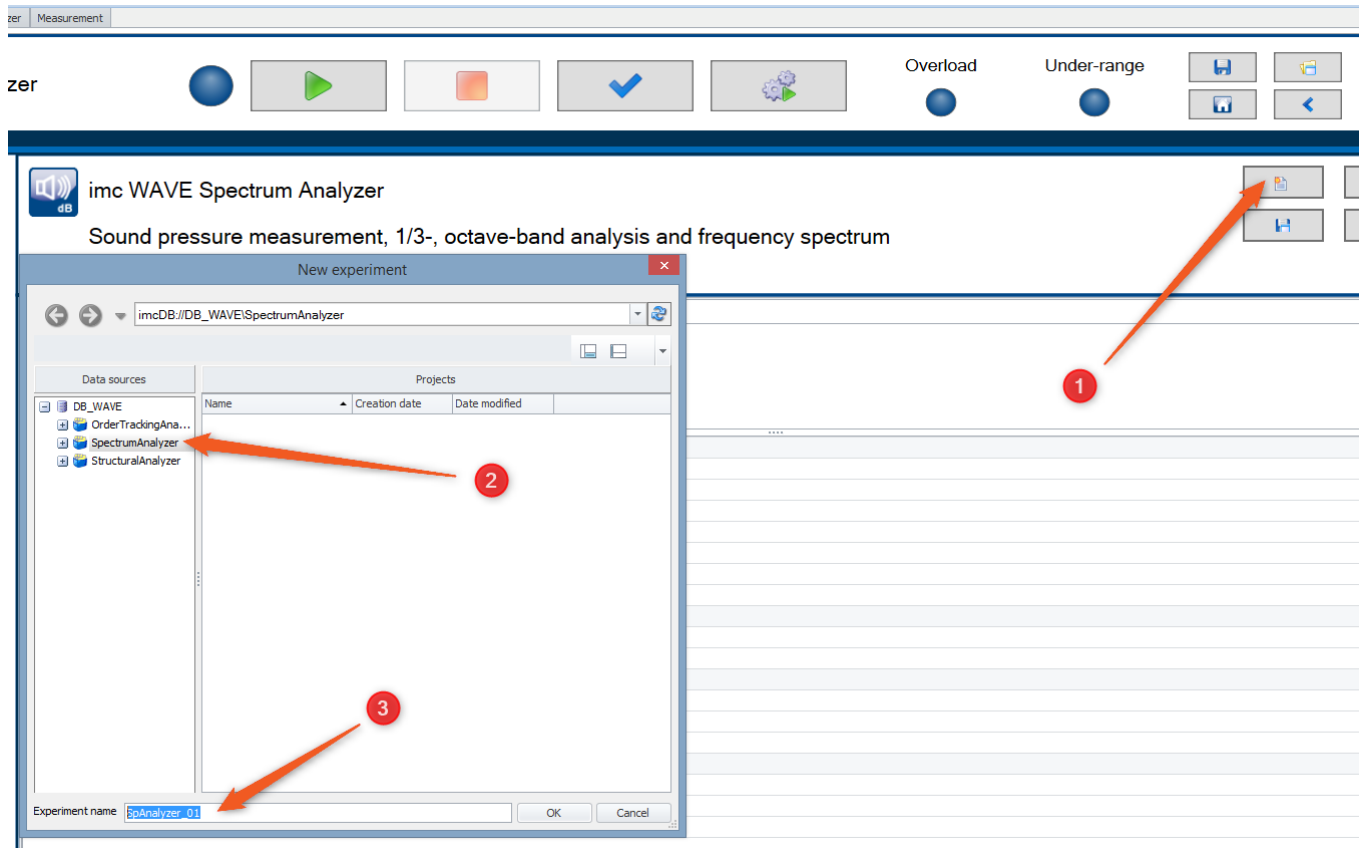 zer Measurement
zer
Overload
Under-range
dB
imc WAVE Spectrum Analyzer
Sound pressure measurement, 1/3-, octave-band analysis and frequency spectrum
1
New experiment
imcDB://DB_WAVE\SpectrumAnalyzer
Data sources
Projects
Name Creation date Date modified
DB_WAVE
OrderTrackingAna...
SpectrumAnalyzer
StructuralAnalyzer
2
3
Experiment name SpAnalyzer_01 OK Cancel